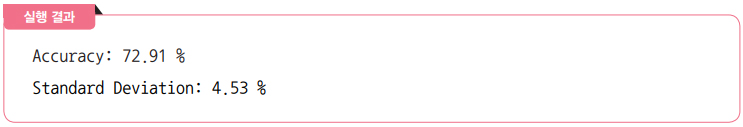 실행 결과
Accuracy: 72.91 %
Standard Deviation: 4.53 %